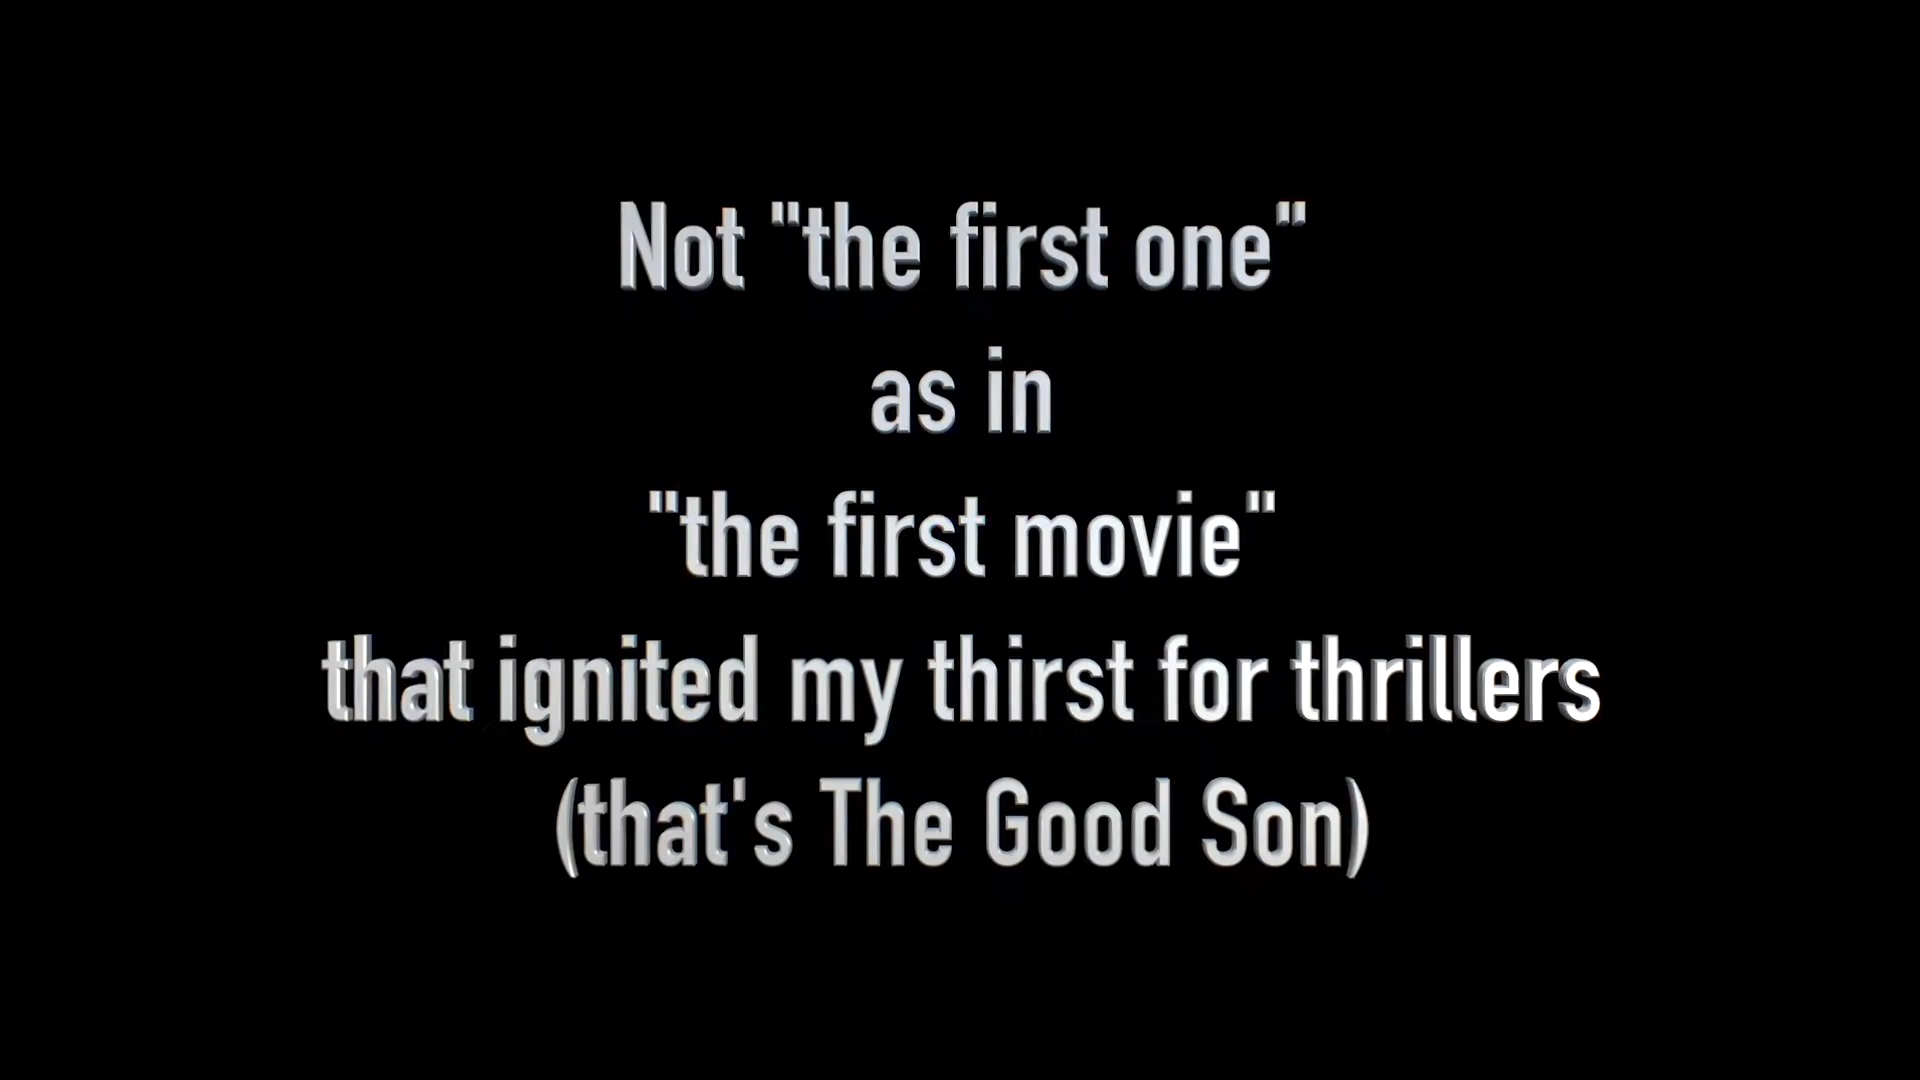 Not "the first one"
as in
"the first movie"
that ignited my thirst for thrillers
(that's The Good Son)